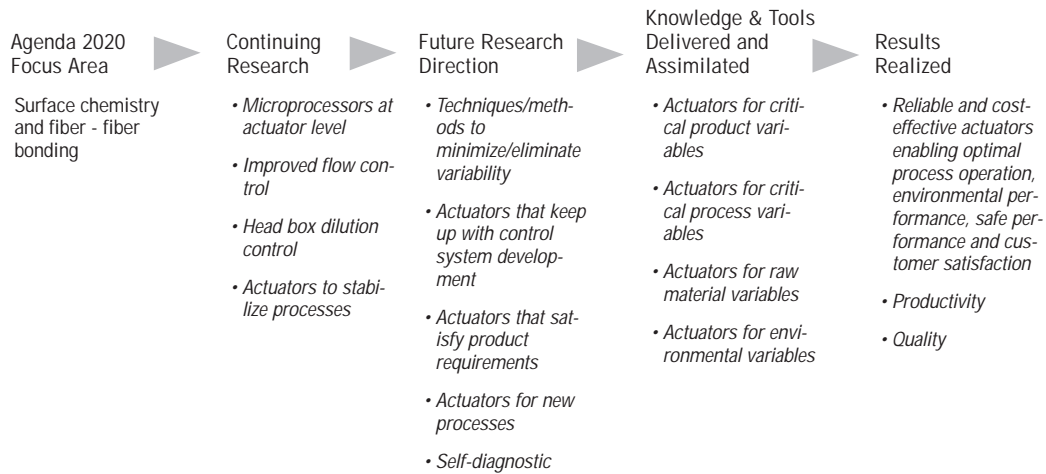 Agenda 2020
Focus Area
Surface chemistry
and fiber - fiber
bonding
Continuing
Research
• Microprocessors at
actuator level
• Improved flow con-
trol
• Head box dilution
control
• Actuators to stabi-
lize processes
Future Research
Direction
• Techniques/meth-
ods to
minimize/eliminate
variability
• Actuators that keep
up with control
system develop-
ment
• Actuators that sat-
isfy product
requirements
• Actuators for new
processes
• Self-diagnostic
Knowledge & Tools
Delivered and
Assimilated
• Actuators for criti-
cal product vari-
ables
• Actuators for crit-
ical process vari-
ables
• Actuators for raw
material variables
• Actuators for envi-
ronmental variables
Results
Realized
• Reliable and cost-
effective actuators
enabling optimal
process operation,
environmental per-
formance, safe per-
formance and cus-
tomer satisfaction
• Productivity
• Quality